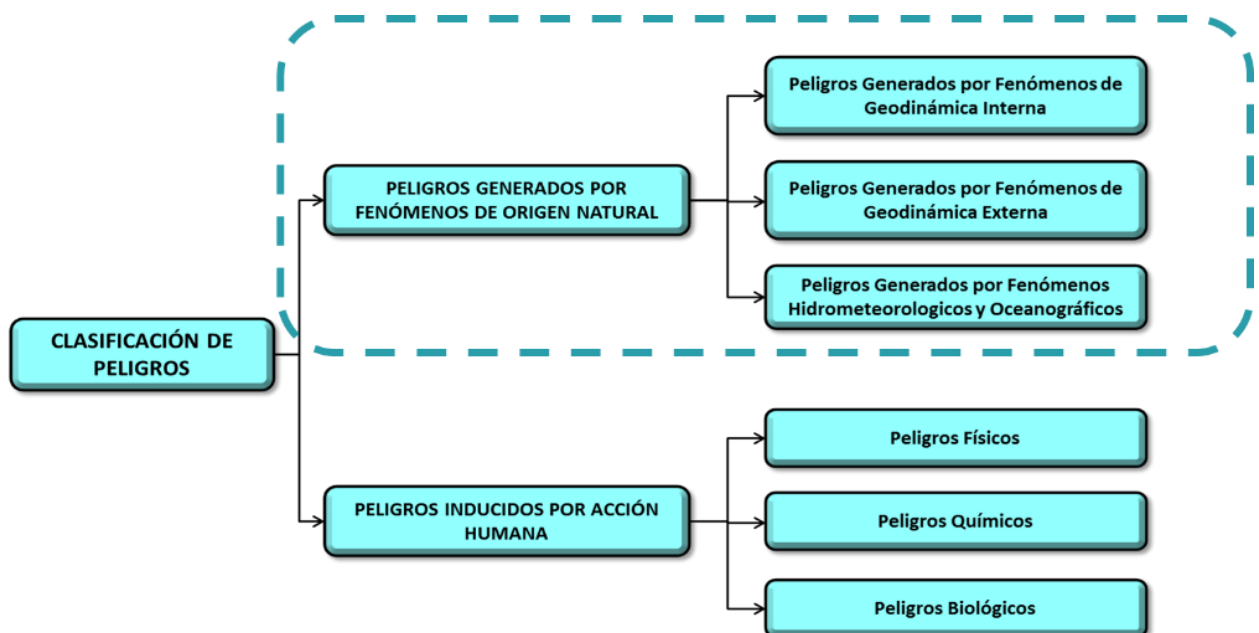 Peligros Generados por Fenómenos de
Geodinámica Interna
PELIGROS GENERADOS POR
FENÓMENOS DE ORIGEN NATURAL
Peligros Generados por Fenómenos de
Geodinámica Externa
Peligros Generados por Fenómenos
Hidrometeorologicos y Oceanográficos
CLASIFICACIÓN DE
PELIGROS
Peligros Físicos
PELIGROS INDUCIDOS POR ACCIÓN
HUMANA
Peligros Químicos
Peligros Biológicos